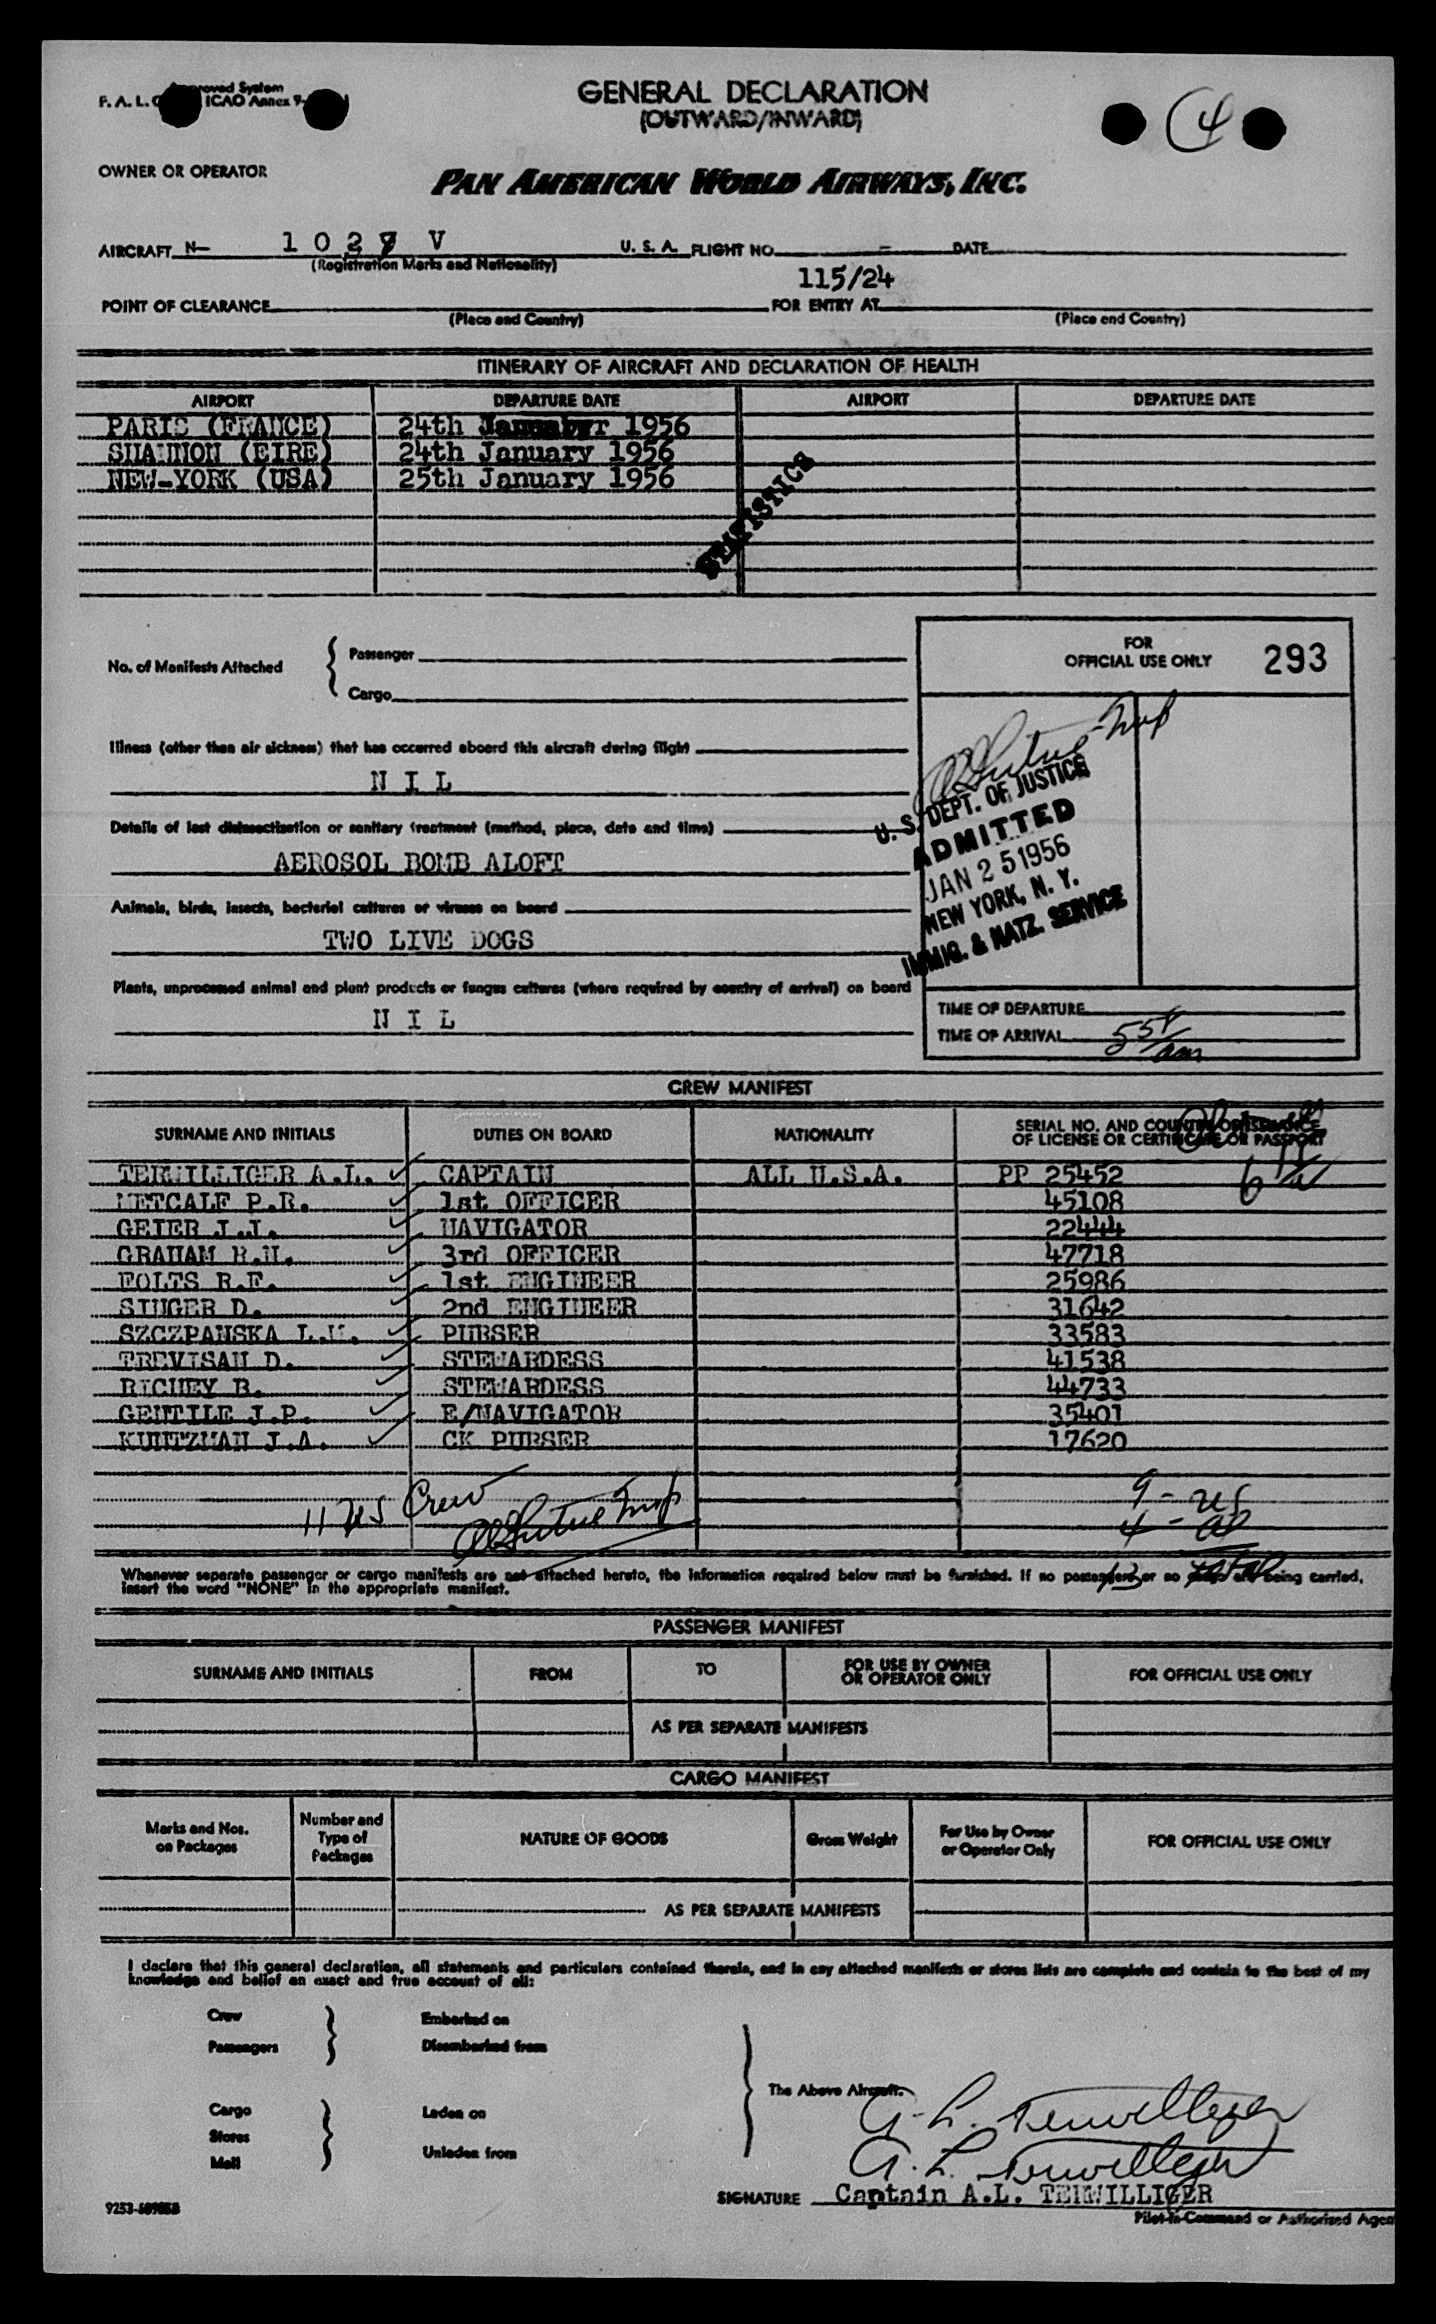 GENERAL DECLARATION
(OUTWARD/INWARD)
F. A. L. ICAO Annex 9-
4
OWNER OR OPERATOR
PAN AMERICAN WORLD AIRWAYS, INC.
AIRCRAFT N- 1 0 2 V U. S. A. FLIGHT NO. - DATE
(Registration Marks and Nationality)
115/24
POINT OF CLEARANCE FOR ENTRY AT
(Place and Country) (Place and Country)
ITINERARY OF AIRCRAFT AND DECLARATION OF HEALTH
AIRPORT DEPARTURE DATE AIRPORT DEPARTURE DATE
PARIS (FRANCE) 24th 1956
SHANNON (EIRE) 24th January 1956
NEW-YORK (USA) 25th January 1956
STATISTICS
No. of Manifests Attached
Passenger
Cargo
FOR
OFFICIAL USE ONLY 293
Illness (other than air sickness) that has occurred aboard this aircraft during flight
N I L
Details of last disinsectization or sanitary treatment (method, place, date and time)
AEROSOL BOMB ALOFT
Animals, birds, insects, bacterial cultures or viruses on board
TWO LIVE DOGS
Plants, unprocessed animal and plant products or fungus cultures (where required by country of arrival) on board
N I L
U. S. DEPT. OF JUSTICE
ADMITTED
JAN 25 1956
NEW YORK, N. Y.
IMMIG. & NATZ. SERVICE
TIME OF DEPARTURE
TIME OF ARRIVAL am
CREW MANIFEST
SURNAME AND INITIALS DUTIES ON BOARD NATIONALITY SERIAL NO. AND COUNTRY OF ISSUANCE
OF LICENSE OR CERTIFICATE OR PASSPORT
TERWILLIGER A.L. CAPTAIN ALL U.S.A. PP 25452
METCALF P.R. 1st OFFICER 45108
GEIER J.J. NAVIGATOR 22444
GRAHAM R.H. 3rd OFFICER 47718
FOLTS R.F. 1st ENGINEER 25986
SINGER D. 2nd ENGINEER 31642
SZCZPANSKA L.M. PURSER 33583
TREVISAN D. STEWARDESS 41538
RICHEY B. STEWARDESS 44733
GENTILE J.P. E/NAVIGATOR 35401
KUNTZMAN J.A. CK PURSER 17620
11 US Crew
9 - US
4 -
13 total
Whenever separate passenger or cargo manifests are not attached hereto, the information required below must be furnished. If no passengers or no are being carried,
insert the word "NONE" in the appropriate manifest.
PASSENGER MANIFEST
SURNAME AND INITIALS FROM TO FOR USE BY OWNER
OR OPERATOR ONLY FOR OFFICIAL USE ONLY
AS PER SEPARATE MANIFESTS
CARGO MANIFEST
Marks and Nos.
on Packages
Number and
Type of
Packages
NATURE OF GOODS
Gross Weight
For Use by Owner
or Operator Only
FOR OFFICIAL USE ONLY
AS PER SEPARATE MANIFESTS
I declare that this general declaration, all statements and particulars contained therein, and in any attached manifests or stores lists are complete and contain to the best of my
knowledge and belief an exact and true account of all:
Crew Embarked on
Passengers Disembarked from
The Above Aircraft.
Cargo Laden on
Stores
Mail Unladen from
A. L. Terwilliger
A. L. Terwilliger
SIGNATURE Captain A.L. TERWILLIGER
Pilot-in-Command or Authorized Agen